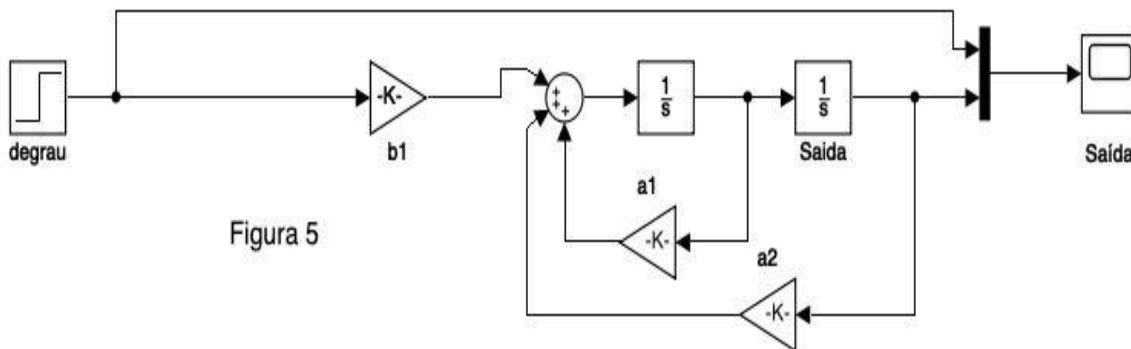 degrau
-K-
b1
+
+
+
1
s
1
s
Saida
Saída
a1
-K-
a2
-K-
Figura 5